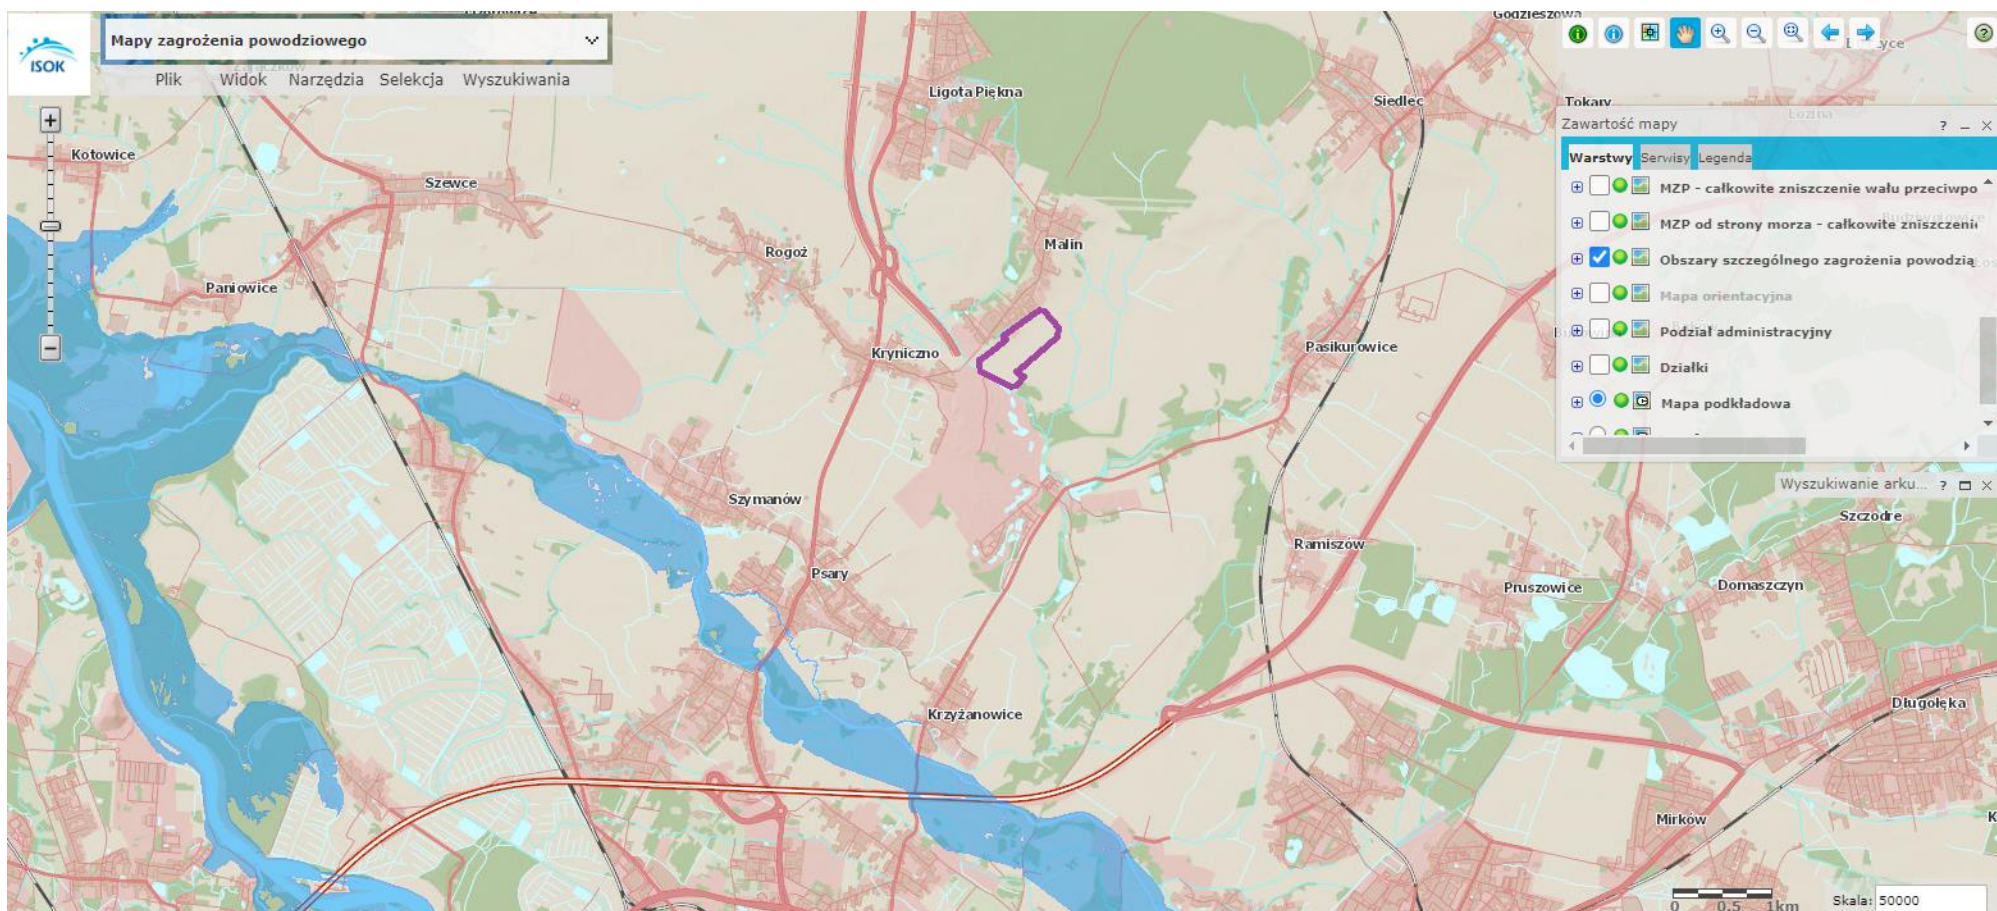 ISOK
Mapy zagrożenia powodziowego
Plik Widok Narzędzia Selekcja Wyszukiwania
Godzieszowa
Ligota Piękna
Siedlec
Tokary
Łozina
Kotowice
Szewce
Malin
Rogoż
Paniowice
Kryniczno
Pasikurowice
Szymanów
Psary
Ramiszów
Pruszowice
Domaszczyn
Szczodre
Krzyżanowice
Długołęka
Mirków
Zawartość mapy ?
Warstwy Serwisy Legenda
MZP - całkowite zniszczenie wału przeciwpo
MZP od strony morza - całkowite zniszczeni
Obszary szczególnego zagrożenia powodzią
Mapa orientacyjna
Podział administracyjny
Działki
Mapa podkładowa
Wyszukiwanie arku... ?
0 0,5 1km
Skala: 50000